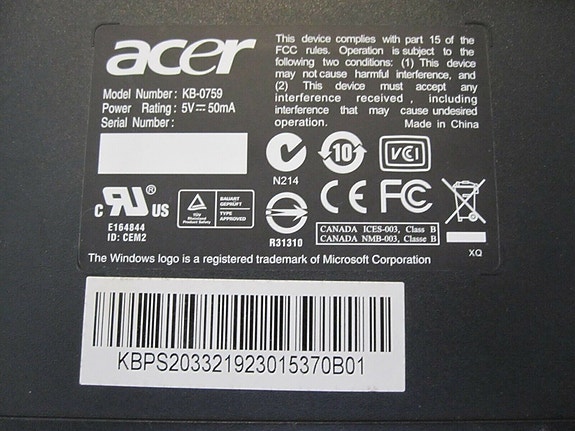 acer
Model Number: KB-0759
Power Rating: 5V⎓50mA
Serial Number:
This device complies with part 15 of the
FCC rules. Operation is subject to the
following two conditions: (1) This device
may not cause harmful interference, and
(2) This device must accept any
interference received, including
interference that may cause undesired
operation. Made in China
N214
10
VCI
c RU ® US
E164844
ID: CEM2
TÜV
BAUART
GEPRÜFT
TYPE
APPROVED
R31310
CE FC
CANADA ICES-003, Class B
CANADA NMB-003, Classe B
XQ
The Windows logo is a registered trademark of Microsoft Corporation
KBPS203321923015370B01